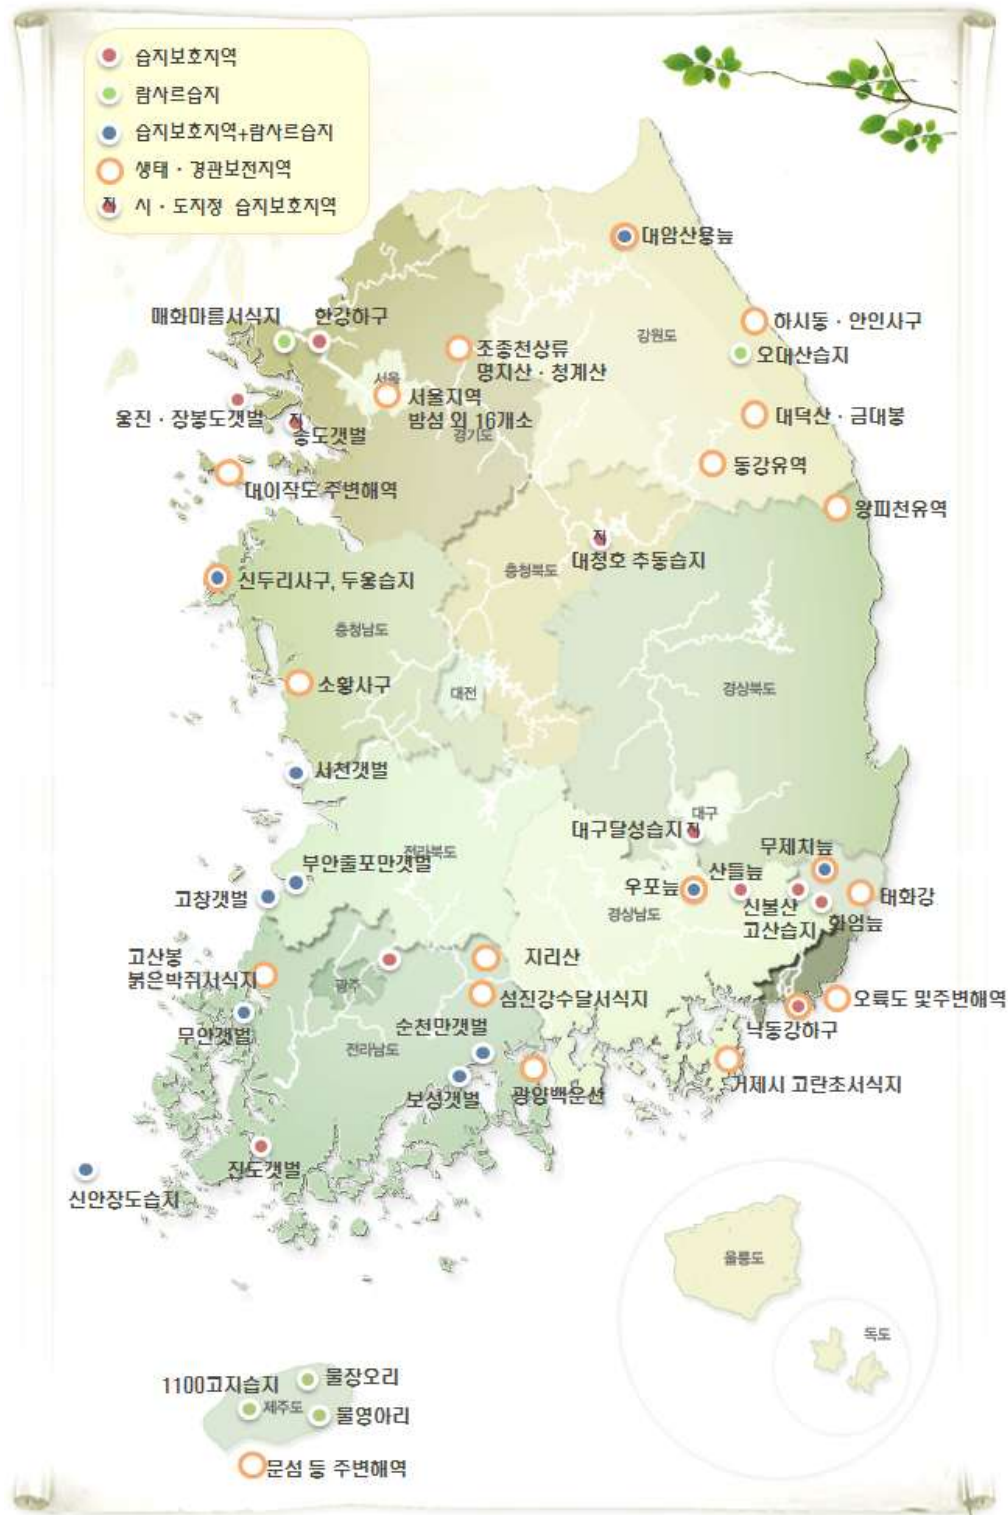 습지보호지역
람사르습지
습지보호지역+람사르습지
생태 · 경관보전지역
지 시 · 도지정 습지보호지역
대암산용늪
매화마름서식지
한강하구
하시동 · 안인사구
강원도
조종천상류
명지산 · 청계산
오대산습지
서울
서울지역
밤섬 외 16개소
경기도
웅진 · 장봉도갯벌
지
송도갯벌
대덕산 · 금대봉
동강유역
대이작도 주변해역
왕피천유역
지
대청호 추동습지
충청북도
신두리사구, 두웅습지
충청남도
소황사구
대전
경상북도
서천갯벌
대구
대구달성습지
지
무제치늪
전라북도
부안줄포만갯벌
산들늪
우포늪
고창갯벌
태화강
신불산
고산습지
경상남도
화엄늪
고산봉
붉은박쥐서식지
지리산
광주
섬진강수달서식지
오륙도 및주변해역
무안갯벌
순천만갯벌
낙동강하구
전라남도
거제시 고란초서식지
보성갯벌
광양백운선
진도갯벌
신안장도습지
울릉도
독도
1100고지습지
물장오리
제주도
물영아리
문섬 등 주변해역